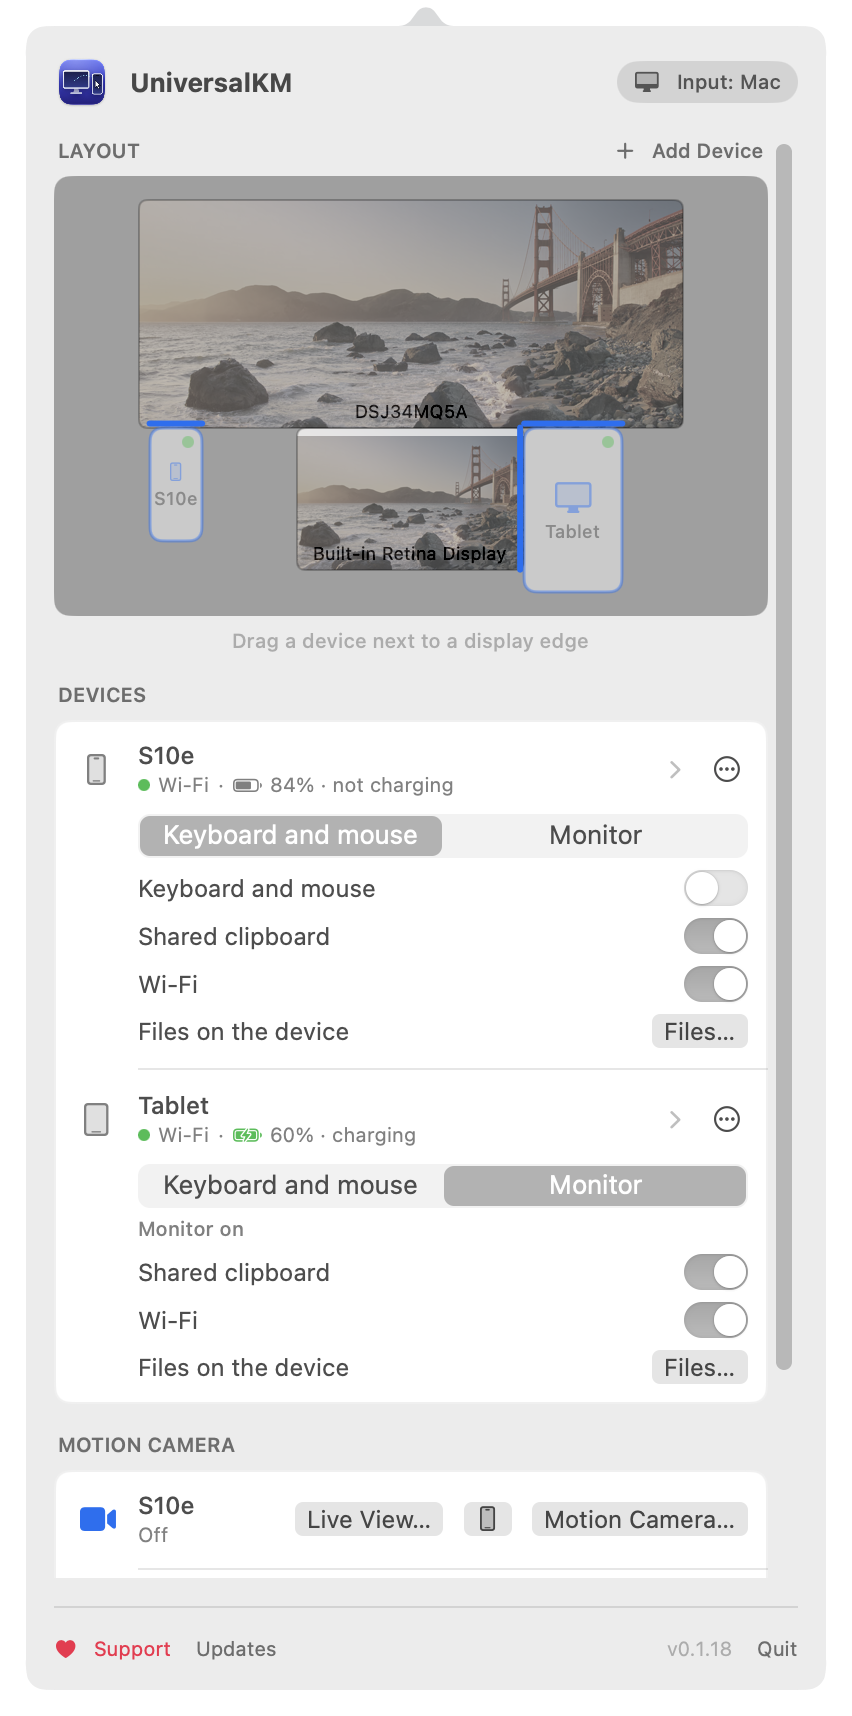 UniversalKM
Input: Mac
LAYOUT
+ Add Device
DSJ34MQ5A
S10e
Built-in Retina Display
Tablet
Drag a device next to a display edge
DEVICES
S10e
Wi-Fi · 84% · not charging
Keyboard and mouse
Monitor
Keyboard and mouse
Shared clipboard
Wi-Fi
Files on the device
Files...
Tablet
Wi-Fi · 60% · charging
Keyboard and mouse
Monitor
Monitor on
Shared clipboard
Wi-Fi
Files on the device
Files...
MOTION CAMERA
S10e
Off
Live View...
Motion Camera...
Support
Updates
v0.1.18
Quit